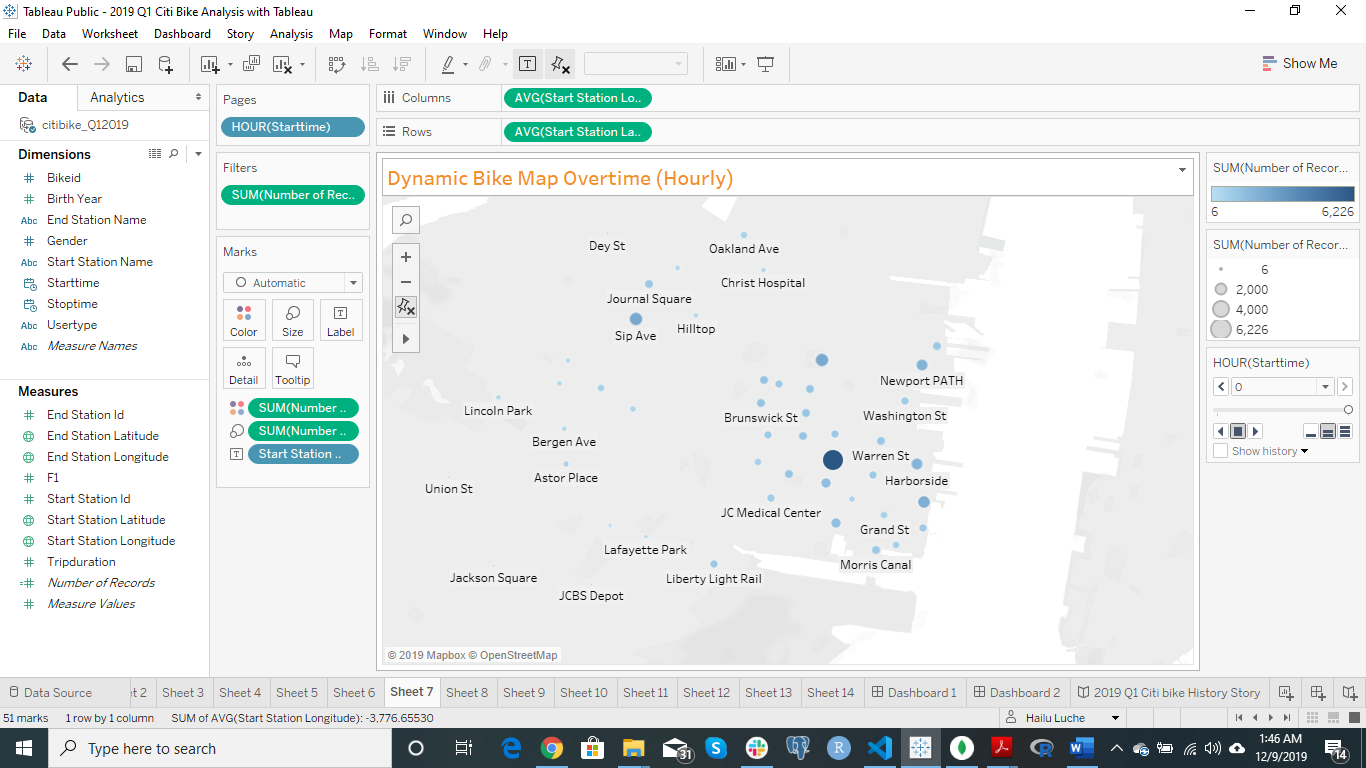 Tableau Public - 2019 Q1 Citi Bike Analysis with Tableau
File Data Worksheet Dashboard Story Analysis Map Format Window Help
Show Me
Data Analytics
citibike_Q12019
Dimensions
# Bikeid
# Birth Year
Abc End Station Name
# Gender
Abc Start Station Name
Starttime
Stoptime
Abc Usertype
Abc Measure Names
Measures
# End Station Id
End Station Latitude
End Station Longitude
# F1
# Start Station Id
Start Station Latitude
Start Station Longitude
# Tripduration
=# Number of Records
# Measure Values
Pages
HOUR(Starttime)
Filters
SUM(Number of Rec..
Marks
Automatic
Color Size Label
Detail Tooltip
SUM(Number ..
SUM(Number ..
Start Station ..
Columns AVG(Start Station Lo..
Rows AVG(Start Station La..
Dynamic Bike Map Overtime (Hourly)
Dey St
Oakland Ave
Christ Hospital
Journal Square
Hilltop
Sip Ave
Newport PATH
Lincoln Park
Brunswick St
Washington St
Bergen Ave
Warren St
Astor Place
Harborside
Union St
JC Medical Center
Grand St
Lafayette Park
Morris Canal
Jackson Square
Liberty Light Rail
JCBS Depot
© 2019 Mapbox © OpenStreetMap
SUM(Number of Recor...
6 6,226
SUM(Number of Recor...
6
2,000
4,000
6,226
HOUR(Starttime)
0
Show history
Data Source t 2 Sheet 3 Sheet 4 Sheet 5 Sheet 6 Sheet 7 Sheet 8 Sheet 9 Sheet 10 Sheet 11 Sheet 12 Sheet 13 Sheet 14 Dashboard 1 Dashboard 2 2019 Q1 Citi bike History Story
51 marks 1 row by 1 column SUM of AVG(Start Station Longitude): -3,776.65530 Hailu Luche
Type here to search
31
1:46 AM
12/9/2019
14